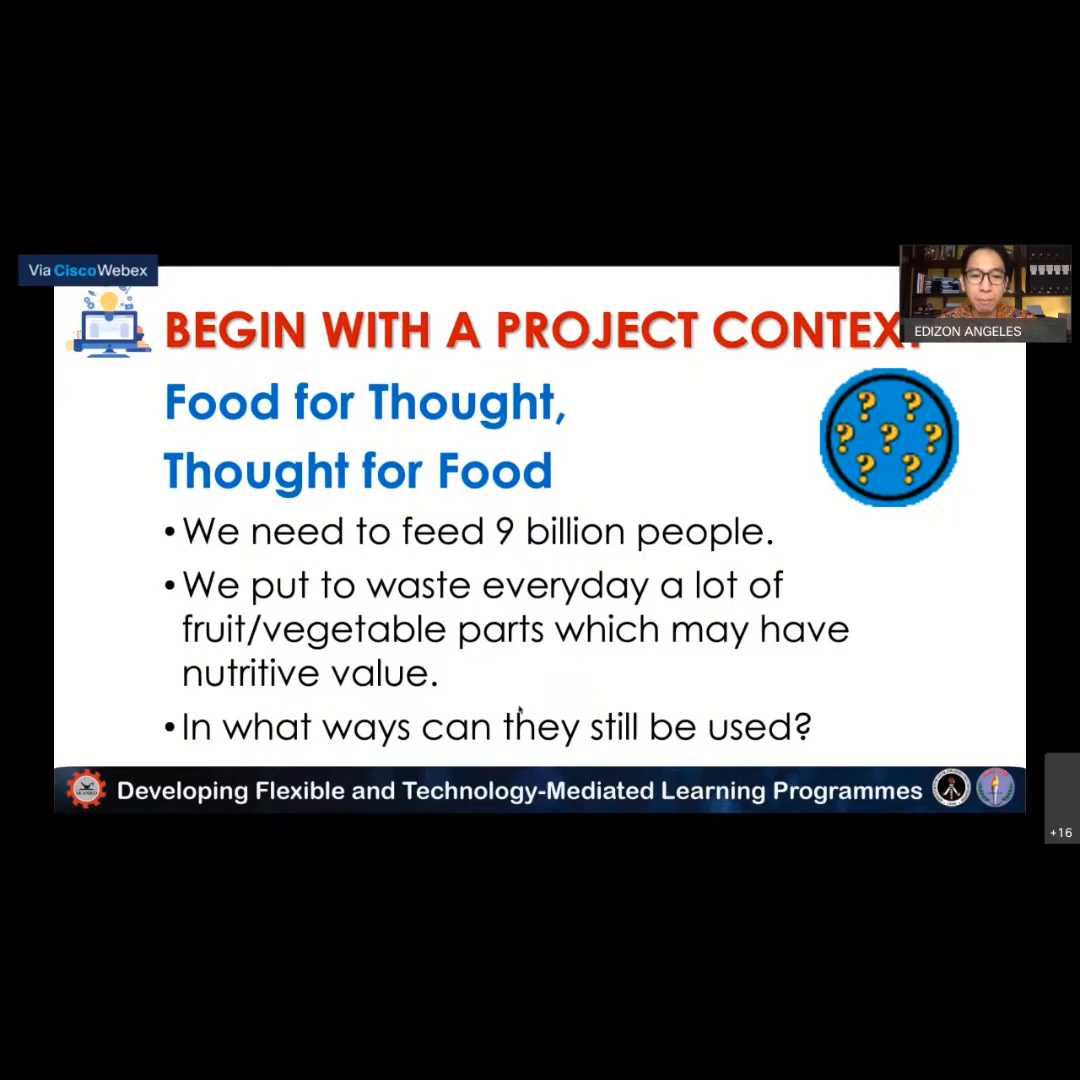 Via CiscoWebex
EDIZON ANGELES
BEGIN WITH A PROJECT CONTEXT
Food for Thought,
Thought for Food
• We need to feed 9 billion people.
• We put to waste everyday a lot of
fruit/vegetable parts which may have
nutritive value.
• In what ways can they still be used?
Developing Flexible and Technology-Mediated Learning Programmes
+16